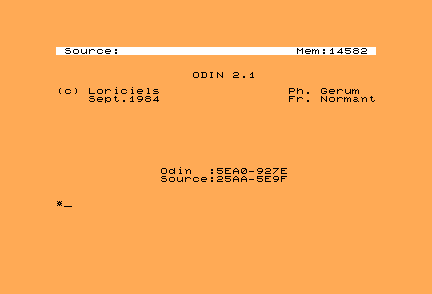 Source: Mem:14582
ODIN 2.1
(c) Loriciels Ph. Gerum
Sept.1984 Fr. Normant
Odin :5EA0-927E
Source:25AA-5E9F
*_